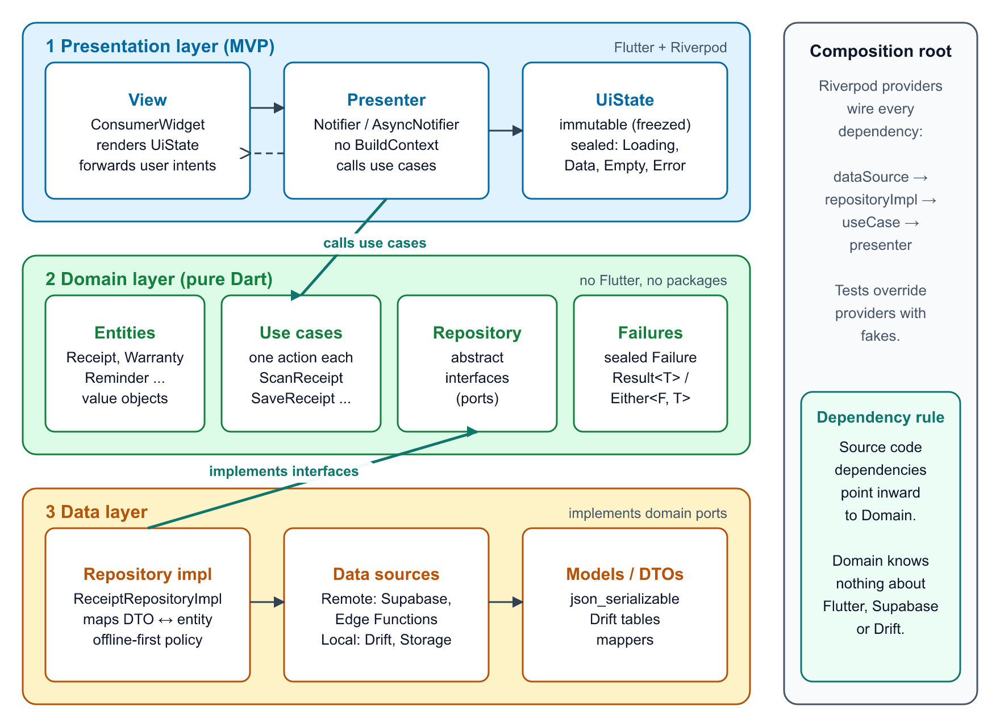 1 Presentation layer (MVP)
Flutter + Riverpod
View
ConsumerWidget
renders UiState
forwards user intents
Presenter
Notifier / AsyncNotifier
no BuildContext
calls use cases
UiState
immutable (freezed)
sealed: Loading,
Data, Empty, Error
calls use cases
2 Domain layer (pure Dart)
no Flutter, no packages
Entities
Receipt, Warranty
Reminder ...
value objects
Use cases
one action each
ScanReceipt
SaveReceipt ...
Repository
abstract
interfaces
(ports)
Failures
sealed Failure
Result<T> /
Either<F, T>
implements interfaces
3 Data layer
implements domain ports
Repository impl
ReceiptRepositoryImpl
maps DTO ↔ entity
offline-first policy
Data sources
Remote: Supabase,
Edge Functions
Local: Drift, Storage
Models / DTOs
json_serializable
Drift tables
mappers
Composition root
Riverpod providers
wire every
dependency:
dataSource →
repositoryImpl →
useCase →
presenter
Tests override
providers with
fakes.
Dependency rule
Source code
dependencies
point inward
to Domain.
Domain knows
nothing about
Flutter, Supabase
or Drift.